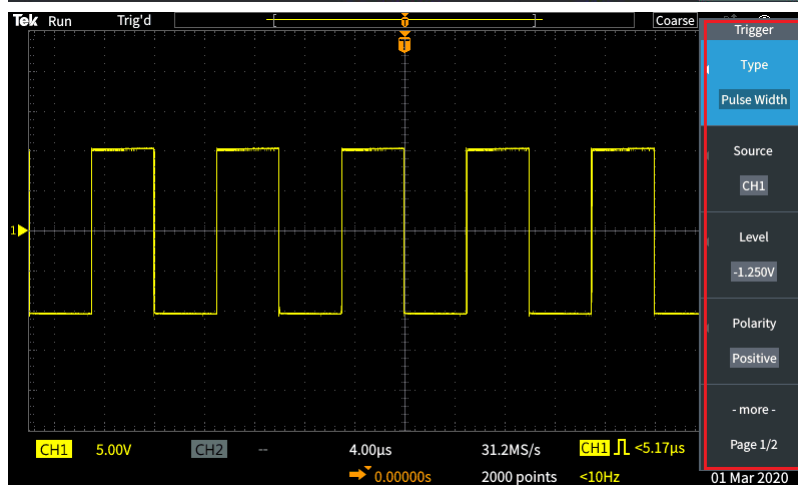 Tek Run Trig'd T Coarse
T
1
Trigger
Type
Pulse Width
Source
CH1
Level
-1.250V
Polarity
Positive
- more -
Page 1/2
CH1 5.00V CH2 -- 4.00μs 31.2MS/s CH1 <5.17μs
0.00000s 2000 points <10Hz 01 Mar 2020